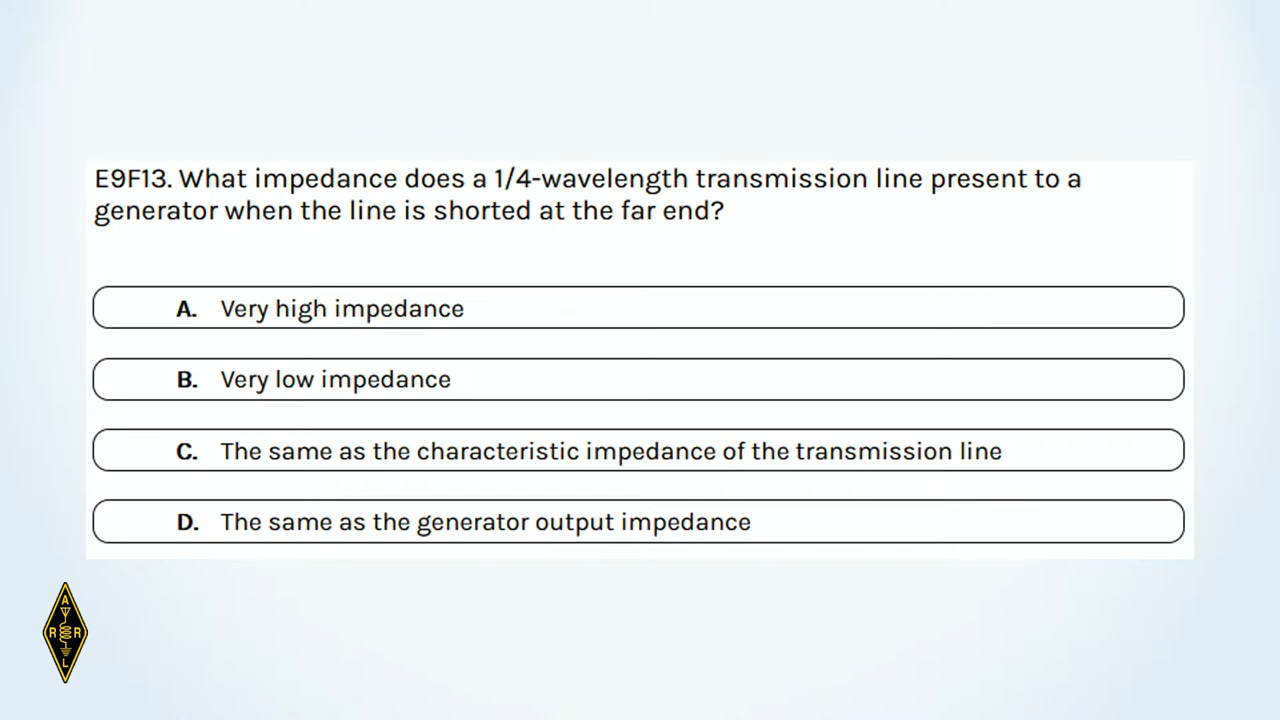 E9F13. What impedance does a 1/4-wavelength transmission line present to a
generator when the line is shorted at the far end?
A. Very high impedance
B. Very low impedance
C. The same as the characteristic impedance of the transmission line
D. The same as the generator output impedance
A
R R
L